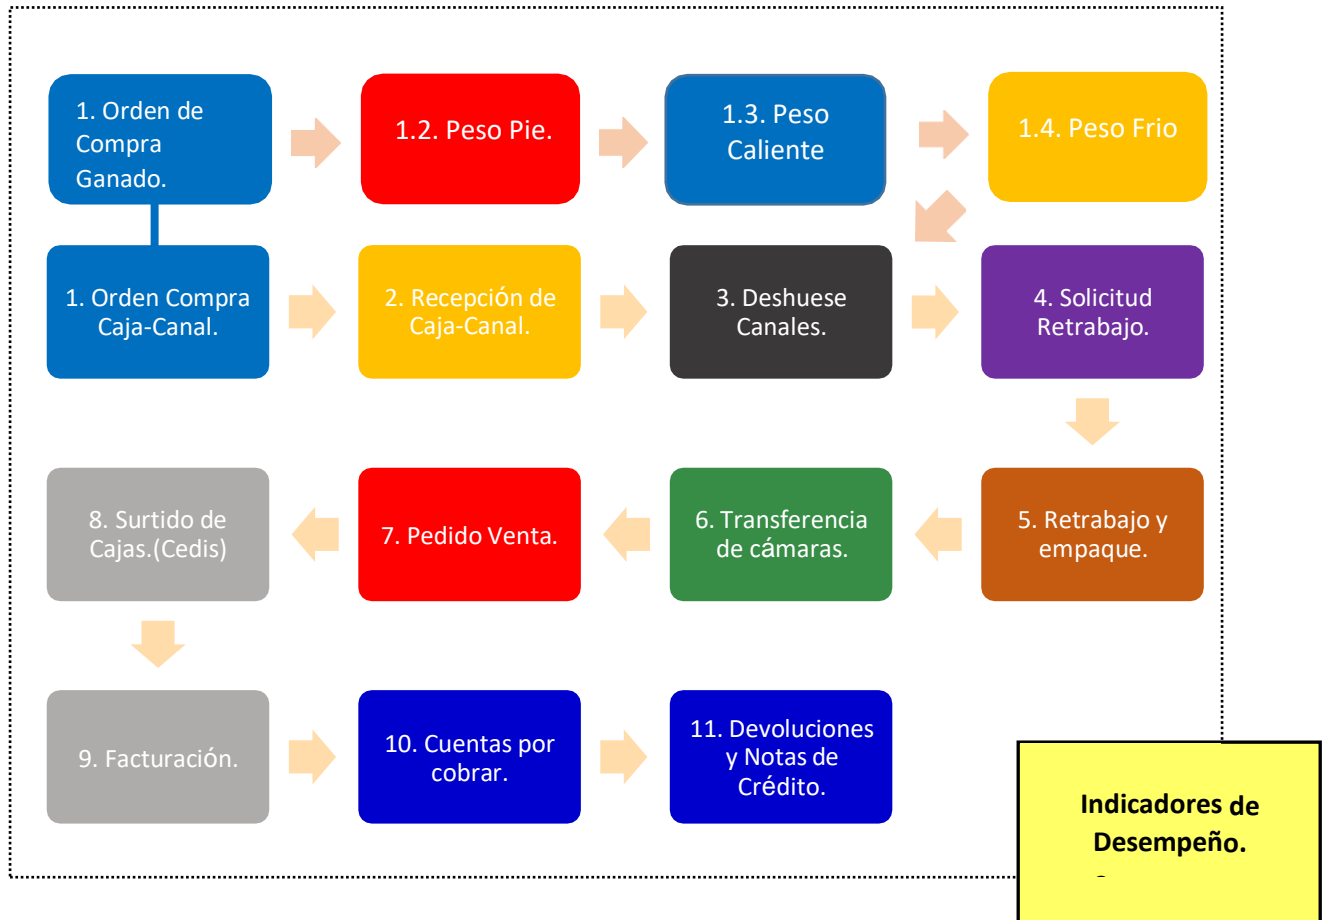 1. Orden de
Compra
Ganado.
1.2. Peso Pie.
1.3. Peso
Caliente
1.4. Peso Frio
1. Orden Compra
Caja-Canal.
2. Recepción de
Caja-Canal.
3. Deshuese
Canales.
4. Solicitud
Retrabajo.
8. Surtido de
Cajas.(Cedis)
7. Pedido Venta.
6. Transferencia
de cámaras.
5. Retrabajo y
empaque.
9. Facturación.
10. Cuentas por
cobrar.
11. Devoluciones
y Notas de
Crédito.
Indicadores de
Desempeño.